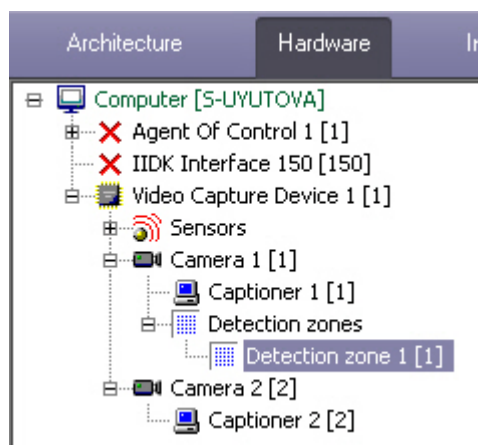 Architecture Hardware
Computer [S-UYUTOVA]
Agent Of Control 1 [1]
IIDK Interface 150 [150]
Video Capture Device 1 [1]
Sensors
Camera 1 [1]
Captioner 1 [1]
Detection zones
Detection zone 1 [1]
Camera 2 [2]
Captioner 2 [2]